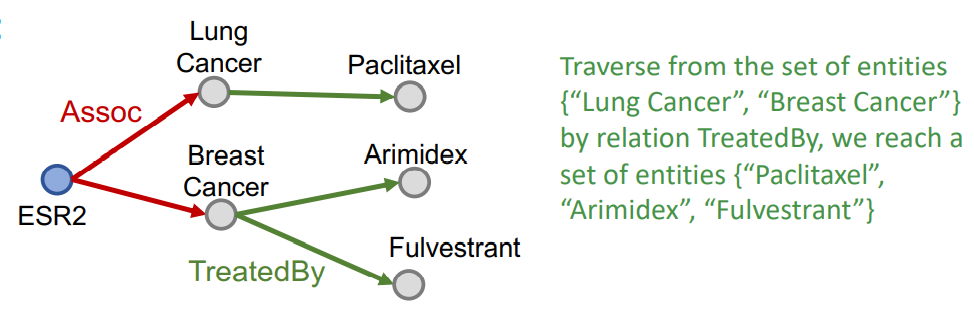 Lung
Cancer
Paclitaxel
Assoc
Breast
Cancer
Arimidex
ESR2
Fulvestrant
TreatedBy
Traverse from the set of entities
{“Lung Cancer”, “Breast Cancer”}
by relation TreatedBy, we reach a
set of entities {“Paclitaxel”,
“Arimidex”, “Fulvestrant”}